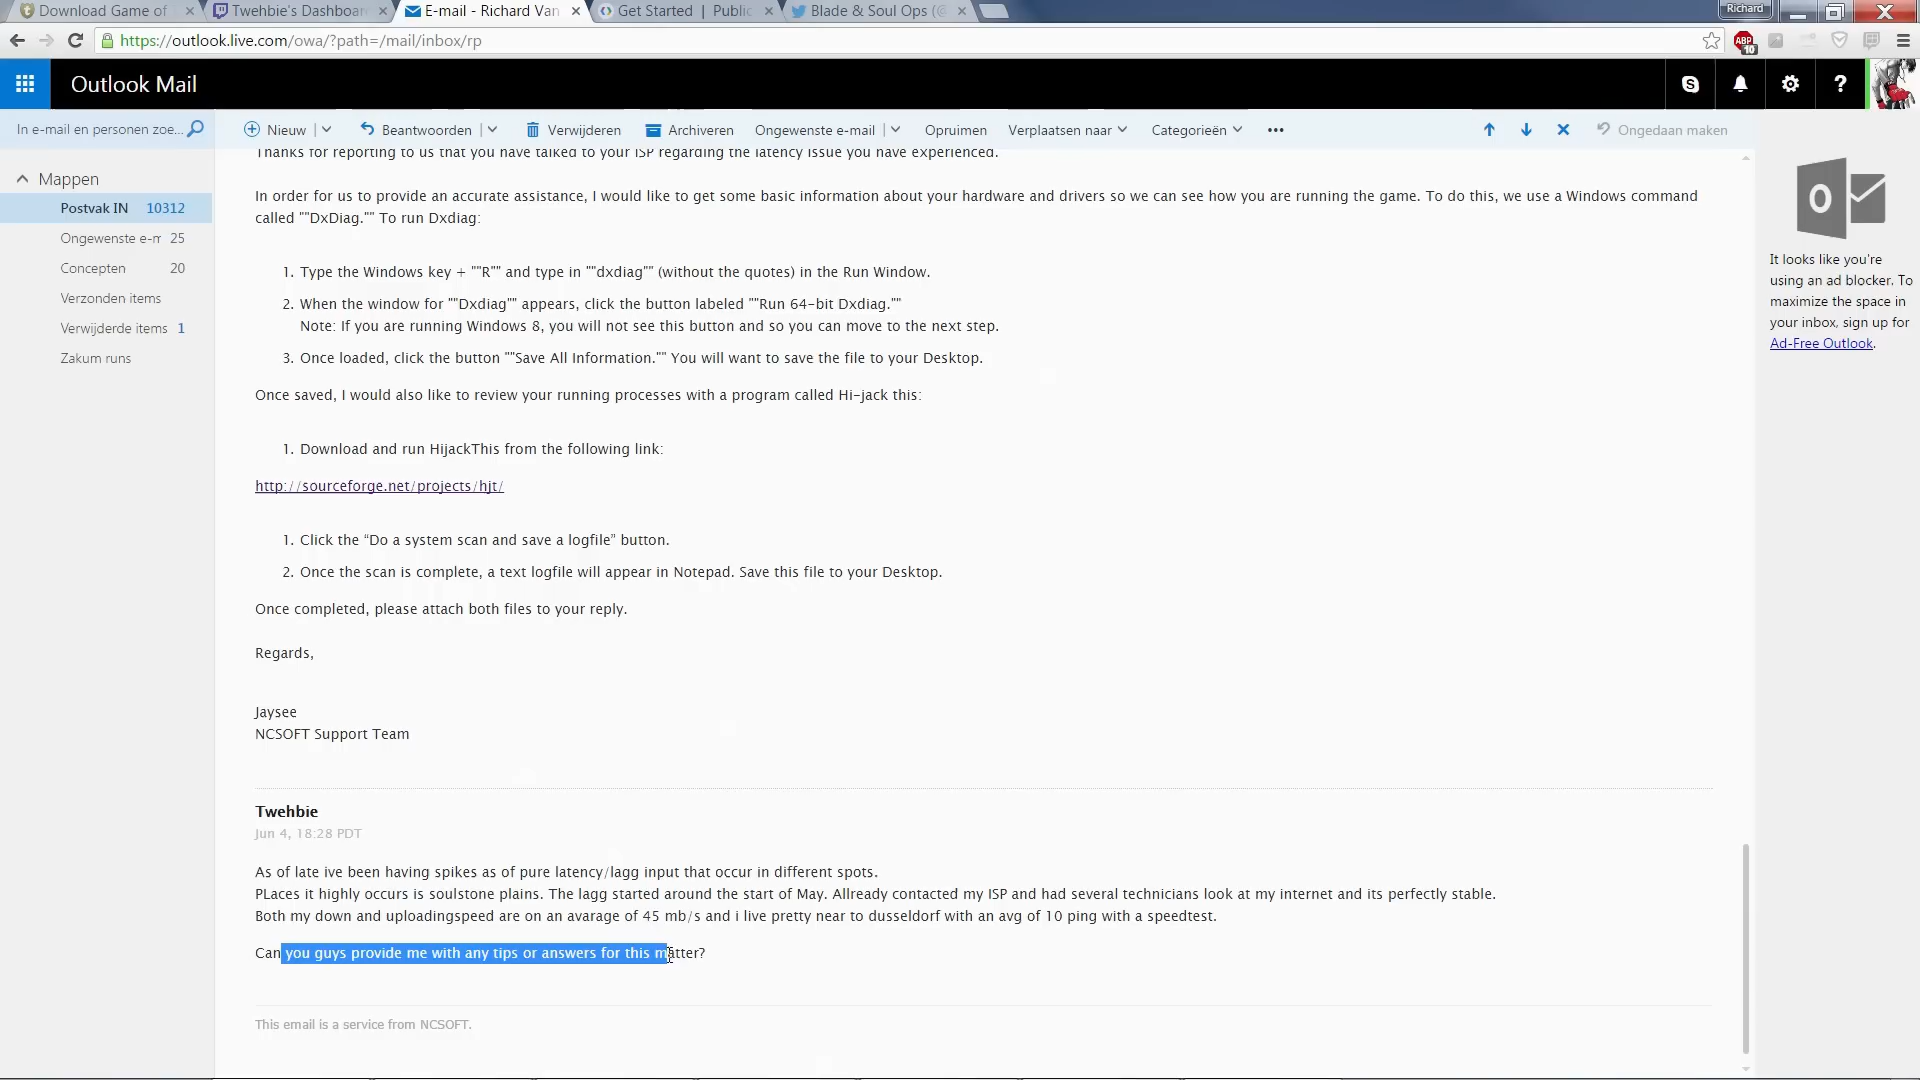 Download Game of
Twehbie's Dashboar
E-mail - Richard Van
Get Started | Public
Blade & Soul Ops (@
Richard
https://outlook.live.com/owa/?path=/mail/inbox/rp
ABP
10
Outlook Mail
In e-mail en personen zoe...
Nieuw
Beantwoorden
Verwijderen
Archiveren
Ongewenste e-mail
Opruimen
Verplaatsen naar
Categorieën
Ongedaan maken
Mappen
Postvak IN 10312
Ongewenste e-m 25
Concepten 20
Verzonden items
Verwijderde items 1
Zakum runs
Thanks for reporting to us that you have talked to your ISP regarding the latency issue you have experienced.
In order for us to provide an accurate assistance, I would like to get some basic information about your hardware and drivers so we can see how you are running the game. To do this, we use a Windows command
called ""DxDiag."" To run Dxdiag:
1. Type the Windows key + ""R"" and type in ""dxdiag"" (without the quotes) in the Run Window.
2. When the window for ""Dxdiag"" appears, click the button labeled ""Run 64-bit Dxdiag.""
Note: If you are running Windows 8, you will not see this button and so you can move to the next step.
3. Once loaded, click the button ""Save All Information."" You will want to save the file to your Desktop.
Once saved, I would also like to review your running processes with a program called Hi-jack this:
1. Download and run HijackThis from the following link:
http://sourceforge.net/projects/hjt/
1. Click the “Do a system scan and save a logfile” button.
2. Once the scan is complete, a text logfile will appear in Notepad. Save this file to your Desktop.
Once completed, please attach both files to your reply.
Regards,
Jaysee
NCSOFT Support Team
Twehbie
Jun 4, 18:28 PDT
As of late ive been having spikes as of pure latency/lagg input that occur in different spots.
PLaces it highly occurs is soulstone plains. The lagg started around the start of May. Allready contacted my ISP and had several technicians look at my internet and its perfectly stable.
Both my down and uploadingspeed are on an avarage of 45 mb/s and i live pretty near to dusseldorf with an avg of 10 ping with a speedtest.
Can you guys provide me with any tips or answers for this matter?
This email is a service from NCSOFT.
It looks like you're
using an ad blocker. To
maximize the space in
your inbox, sign up for
Ad-Free Outlook.